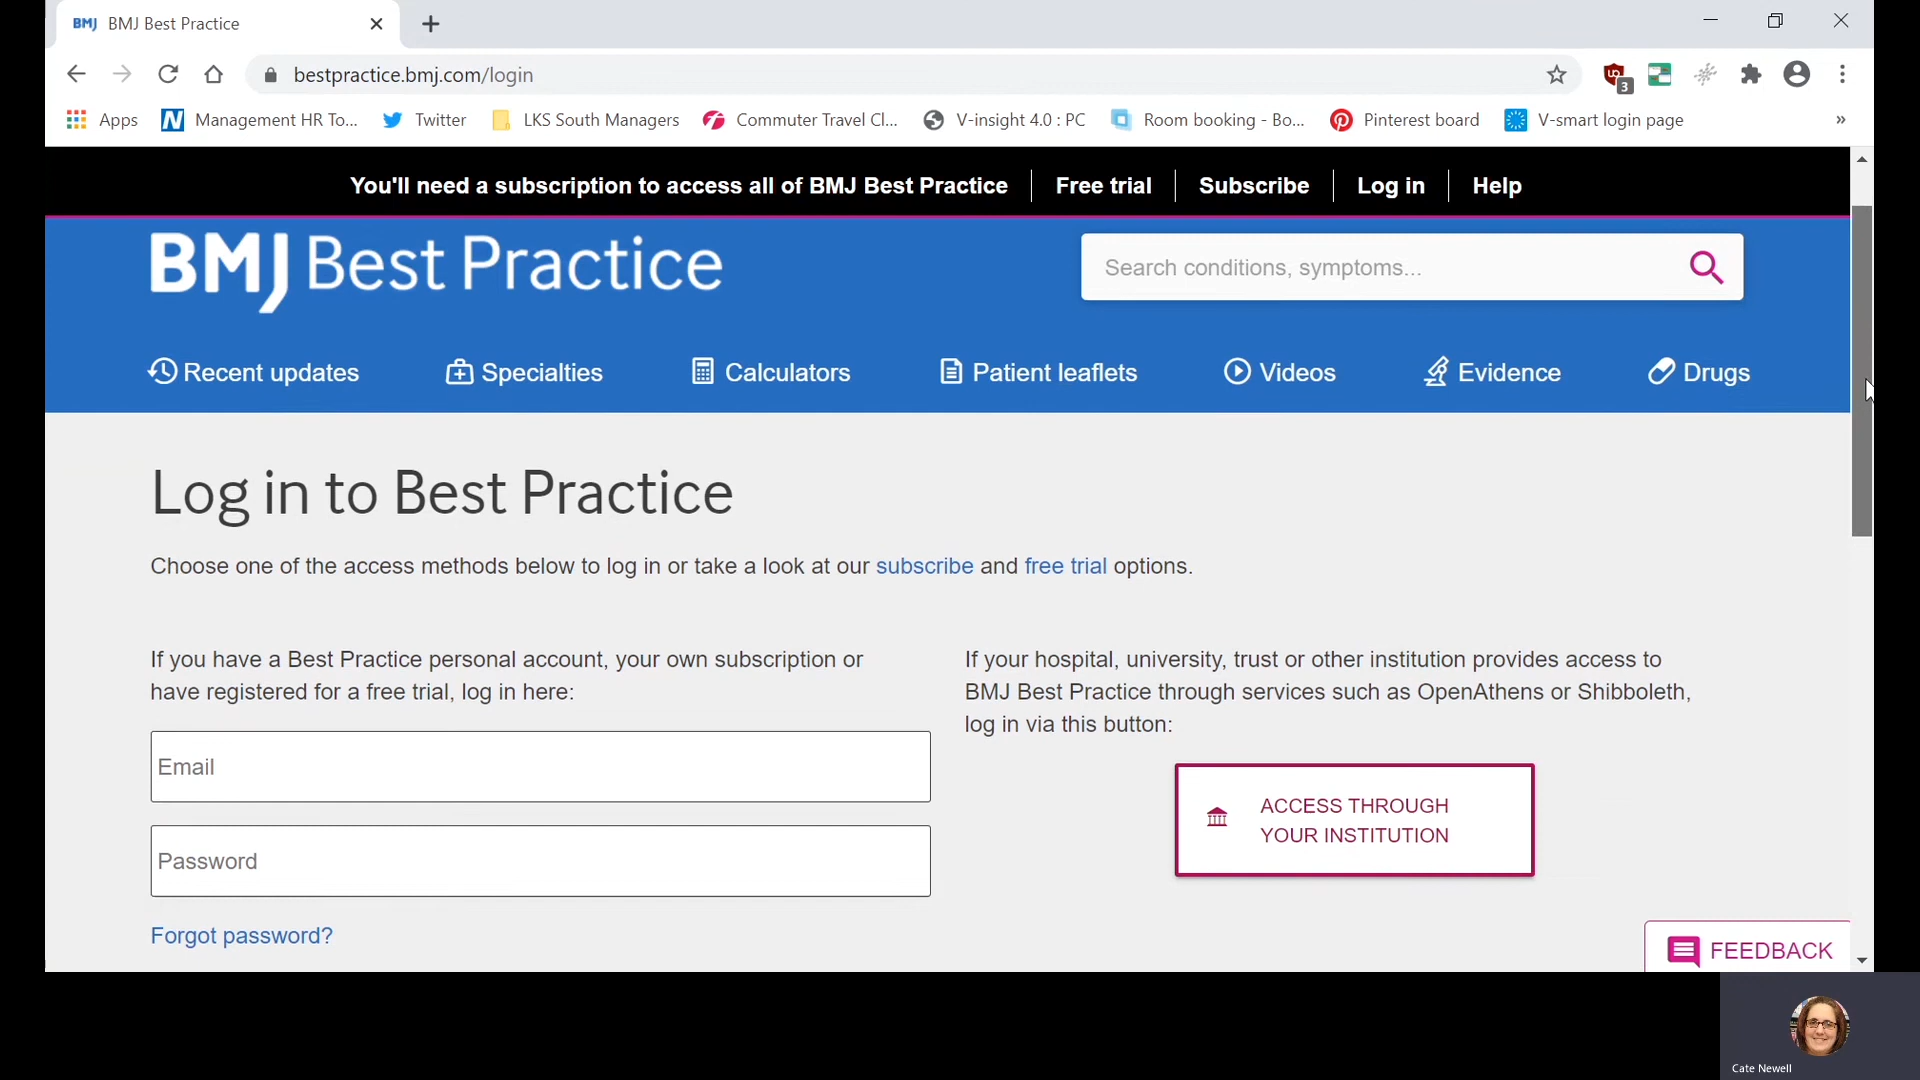 BMJ BMJ Best Practice
bestpractice.bmj.com/login
3
Apps Management HR To... Twitter LKS South Managers Commuter Travel Cl... V-insight 4.0 : PC Room booking - Bo... Pinterest board V-smart login page »
You'll need a subscription to access all of BMJ Best Practice Free trial Subscribe Log in Help
BMJ Best Practice
Search conditions, symptoms...
Recent updates Specialties Calculators Patient leaflets Videos Evidence Drugs
Log in to Best Practice
Choose one of the access methods below to log in or take a look at our subscribe and free trial options.
If you have a Best Practice personal account, your own subscription or
have registered for a free trial, log in here:
Email
Password
Forgot password?
If your hospital, university, trust or other institution provides access to
BMJ Best Practice through services such as OpenAthens or Shibboleth,
log in via this button:
ACCESS THROUGH
YOUR INSTITUTION
FEEDBACK
Cate Newell